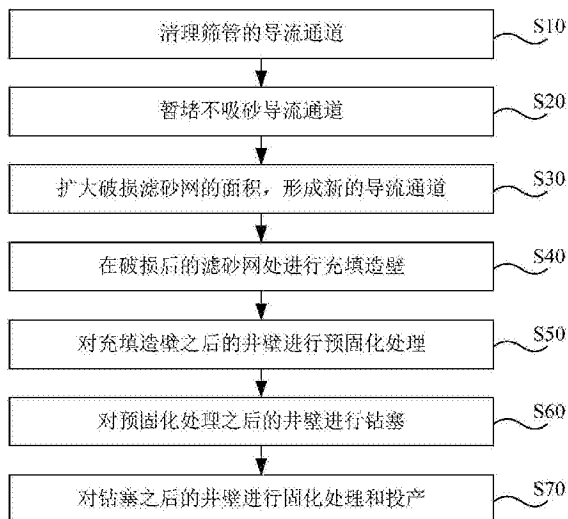 清理筛管的导流通道
S10
暂堵不吸砂导流通道
S20
扩大破损滤砂网的面积，形成新的导流通道
S30
在破损后的滤砂网处进行充填造壁
S40
对充填造壁之后的井壁进行预固化处理
S50
对预固化处理之后的井壁进行钻塞
S60
对钻塞之后的井壁进行固化处理和投产
S70